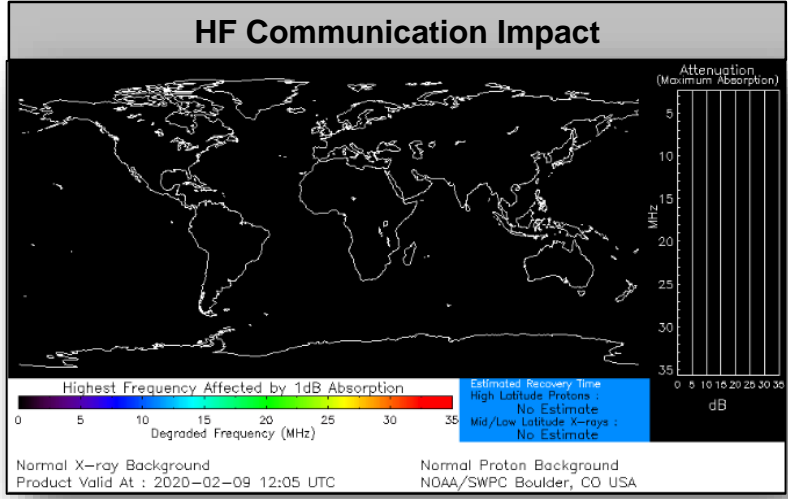 HF Communication Impact
Attenuation
(Maximum Absorption)
5
10
15
20
25
30
35
MHz
0 5 10 15 20 25 30 35
dB
Highest Frequency Affected by 1dB Absorption
0 5 10 15 20 25 30 35
Degraded Frequency (MHz)
Estimated Recovery Time
High Latitude Protons :
No Estimate
Mid/Low Latitude X-rays :
No Estimate
Normal X-ray Background
Normal Proton Background
Product Valid At : 2020-02-09 12:05 UTC
NOAA/SWPC Boulder, CO USA